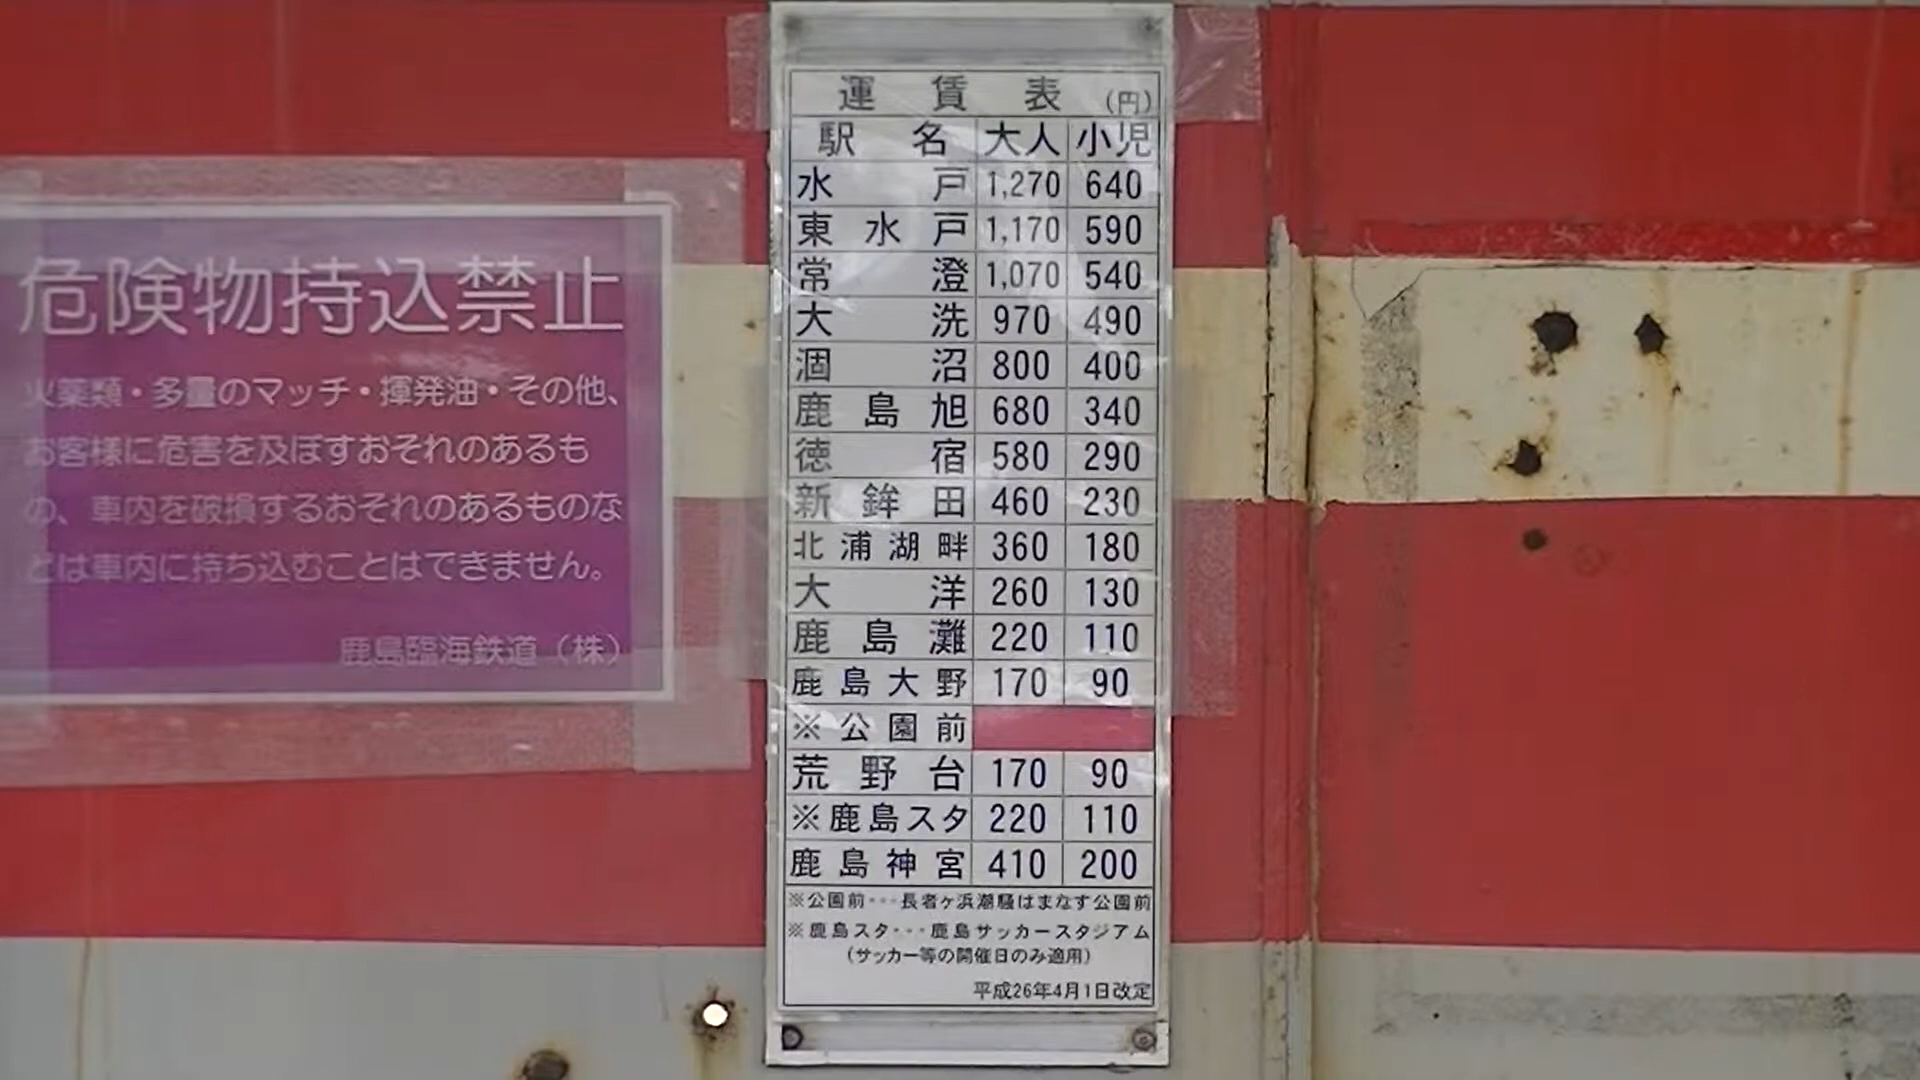 危険物持込禁止
火薬類・多量のマッチ・揮発油・その他、
お客様に危害を及ぼすおそれのあるも
の、車内を破損するおそれのあるものな
どは車内に持ち込むことはできません。
鹿島臨海鉄道（株）
運賃表 (円)
駅名 大人 小児
水戸 1,270 640
東水戸 1,170 590
常澄 1,070 540
大洗 970 490
涸沼 800 400
鹿島旭 680 340
徳宿 580 290
新鉾田 460 230
北浦湖畔 360 180
大洋 260 130
鹿島灘 220 110
鹿島大野 170 90
※公園前
荒野台 170 90
※鹿島スタ 220 110
鹿島神宮 410 200
※公園前･･･長者ヶ浜潮騒はまなす公園前
※鹿島スタ･･･鹿島サッカースタジアム
(サッカー等の開催日のみ適用)
平成26年4月1日改定